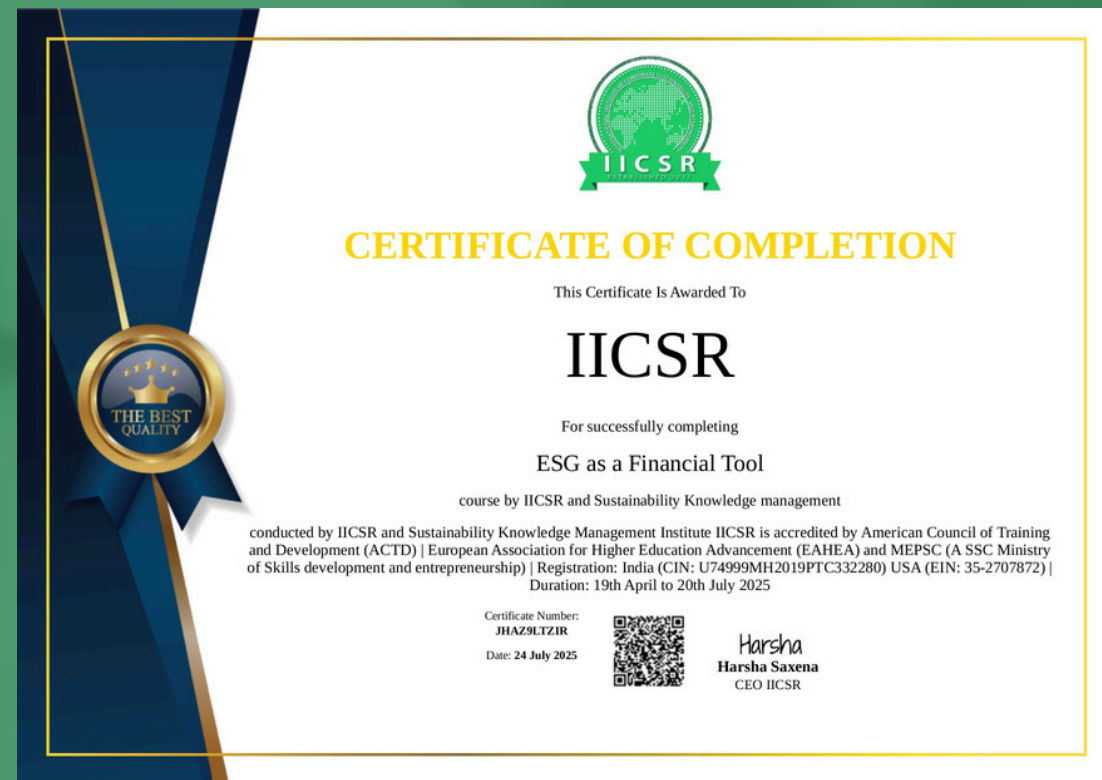 IICSR
CERTIFICATE OF COMPLETION
This Certificate Is Awarded To
IICSR
THE BEST
QUALITY
For successfully completing
ESG as a Financial Tool
course by IICSR and Sustainability Knowledge management
conducted by IICSR and Sustainability Knowledge Management Institute IICSR is accredited by American Council of Training
and Development (ACTD) | European Association for Higher Education Advancement (EAHEA) and MEPSC (A SSC Ministry
of Skills development and entrepreneurship) | Registration: India (CIN: U74999MH2019PTC332280) USA (EIN: 35-2707872) |
Duration: 19th April to 20th July 2025
Certificate Number:
JHAZ9LTZIR
Date: 24 July 2025
Harsha
Harsha Saxena
CEO IICSR